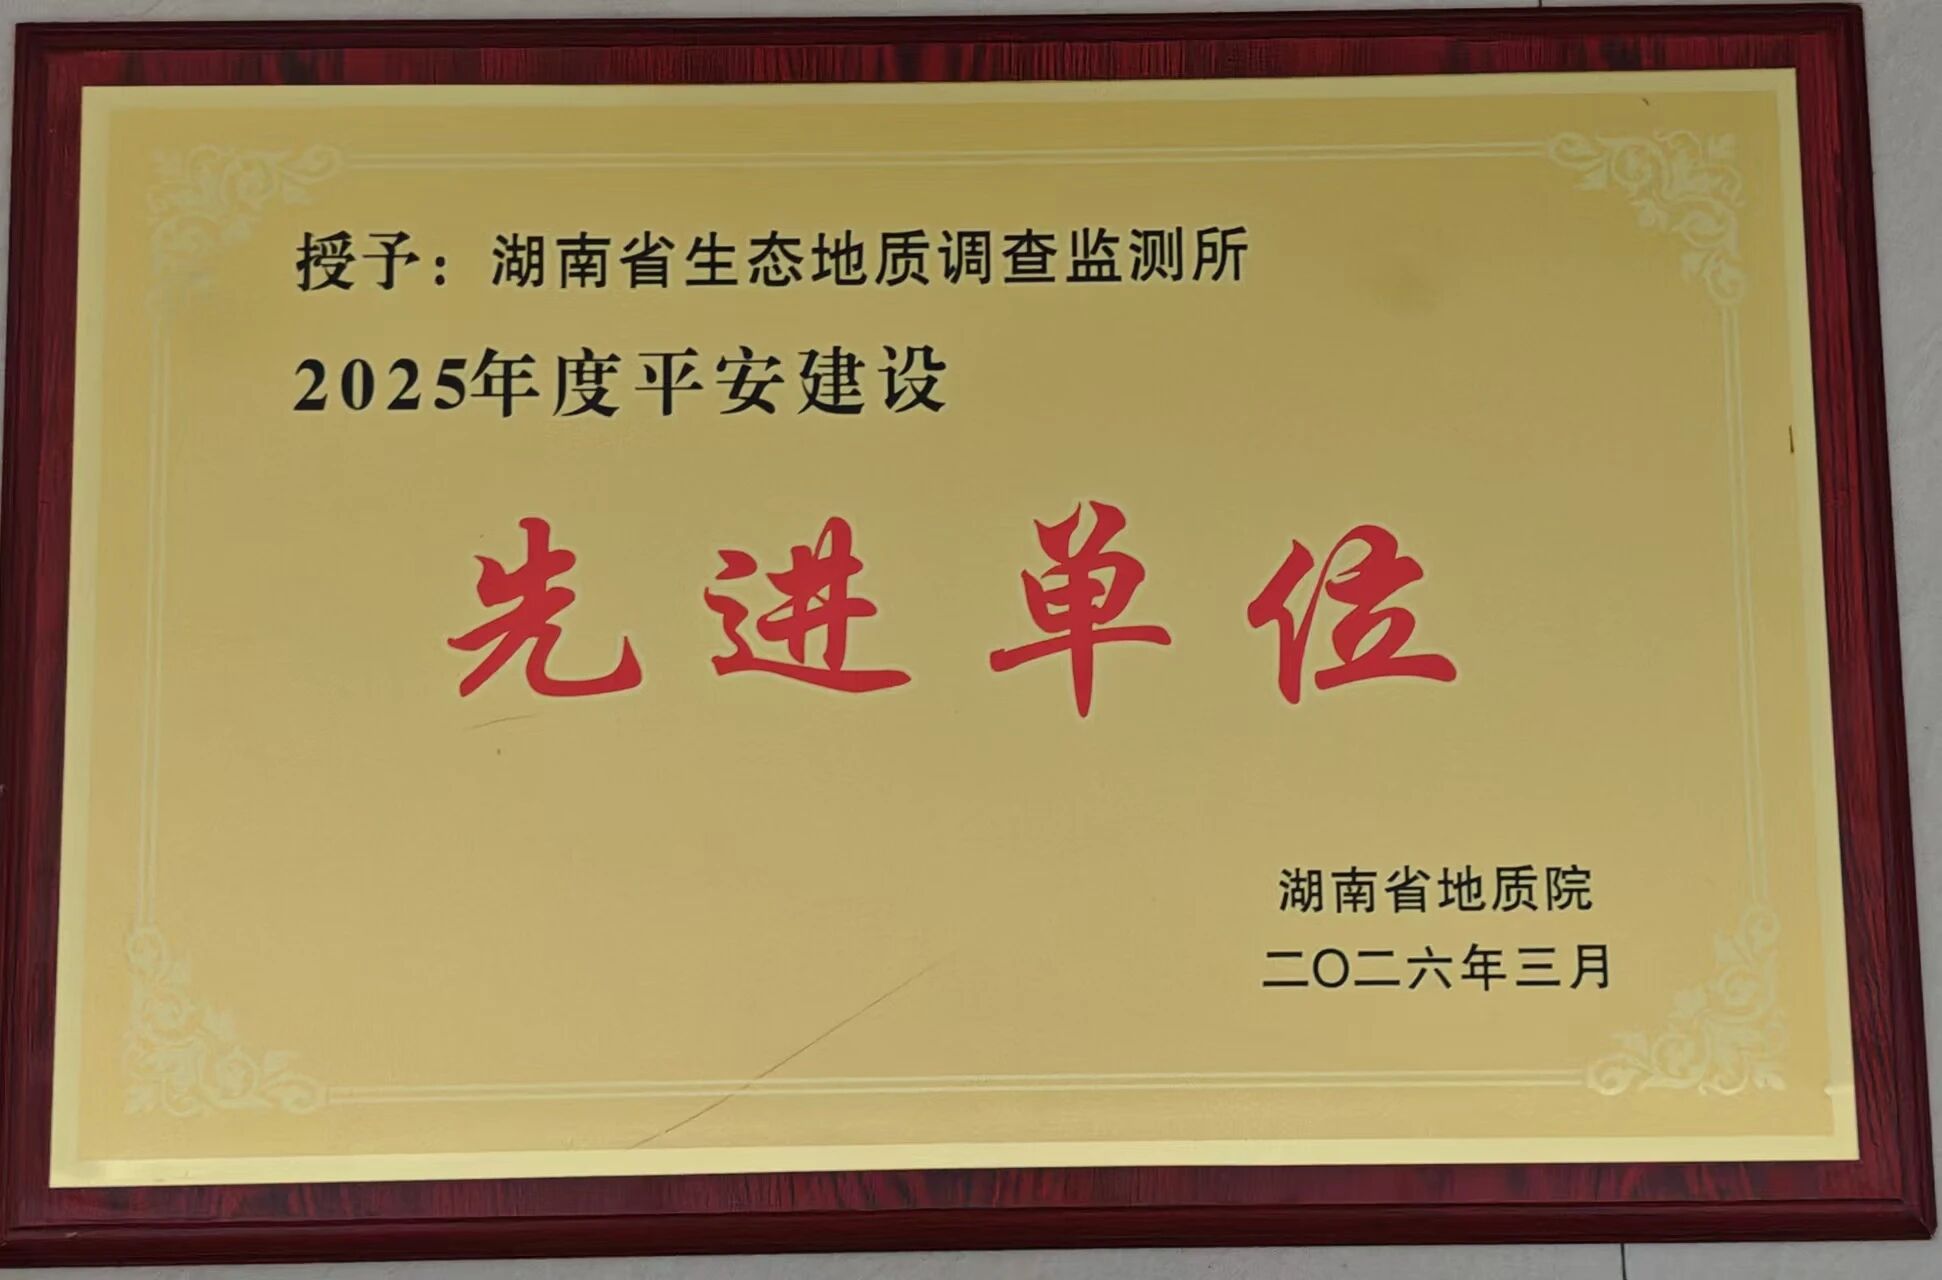 授予：湖南省生态地质调查监测所
2025年度平安建设
先进单位
湖南省地质院
二〇二六年三月